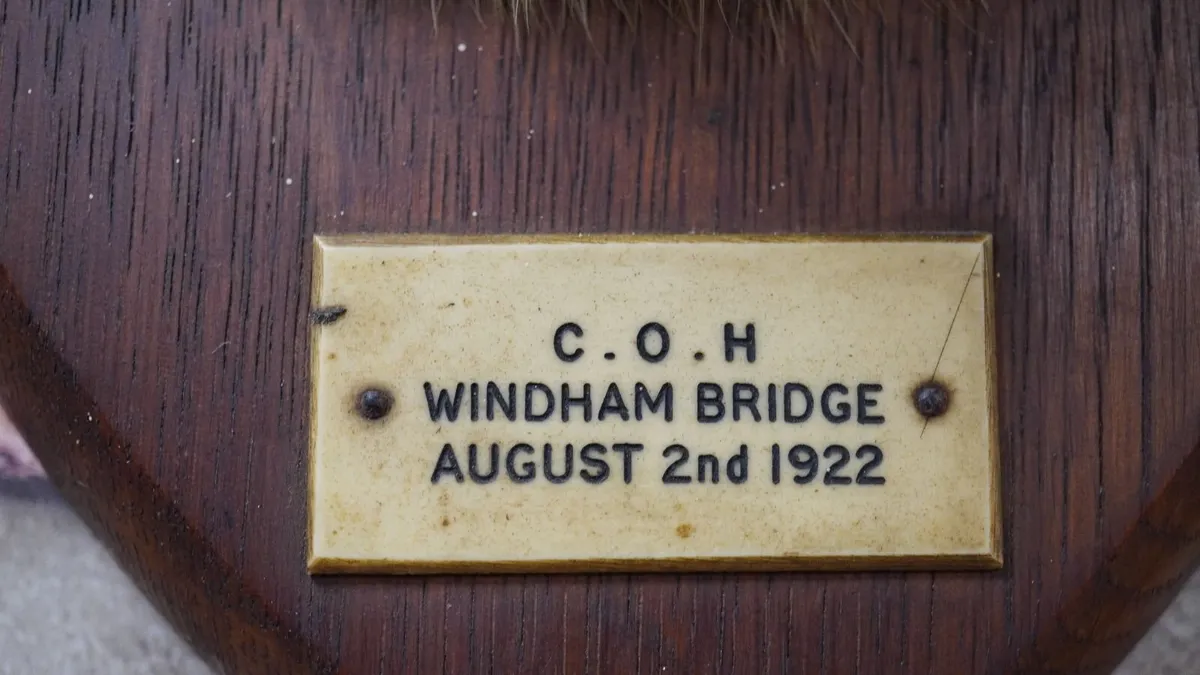 C . O . H
WINDHAM BRIDGE
AUGUST 2nd 1922